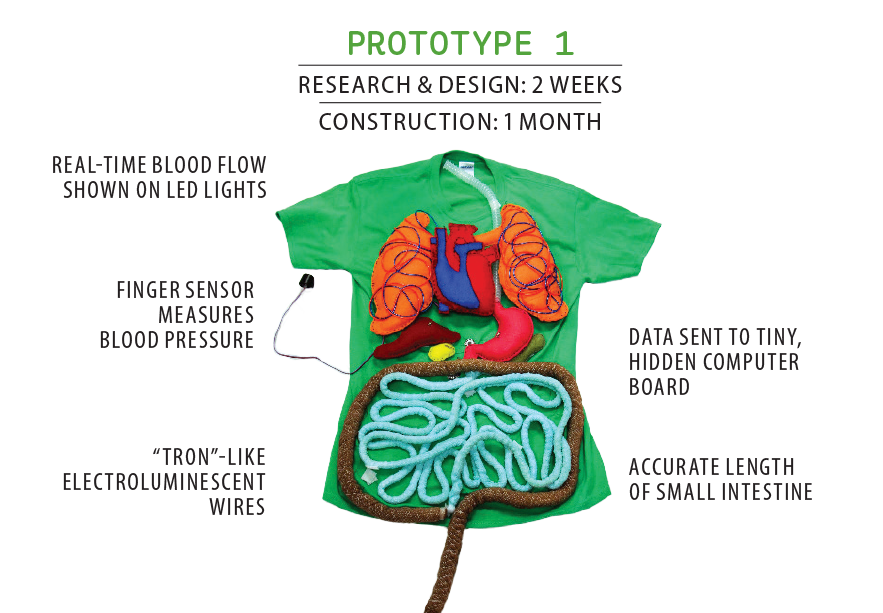 PROTOTYPE 1
RESEARCH & DESIGN: 2 WEEKS
CONSTRUCTION: 1 MONTH
REAL-TIME BLOOD FLOW
SHOWN ON LED LIGHTS
FINGER SENSOR
MEASURES
BLOOD PRESSURE
DATA SENT TO TINY,
HIDDEN COMPUTER
BOARD
“TRON”-LIKE
ELECTROLUMINESCENT
WIRES
ACCURATE LENGTH
OF SMALL INTESTINE